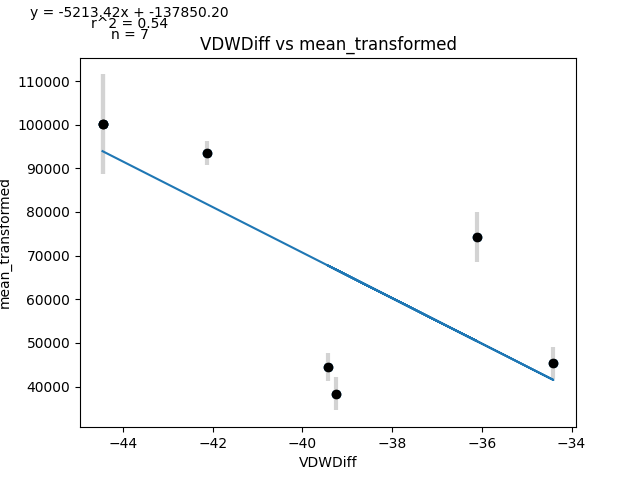 y = -5213.42x + -137850.20
r^2 = 0.54
n = 7
VDWDiff vs mean_transformed
110000
100000
90000
80000
70000
60000
50000
40000
mean_transformed
−44
−42
−40
−38
−36
−34
VDWDiff